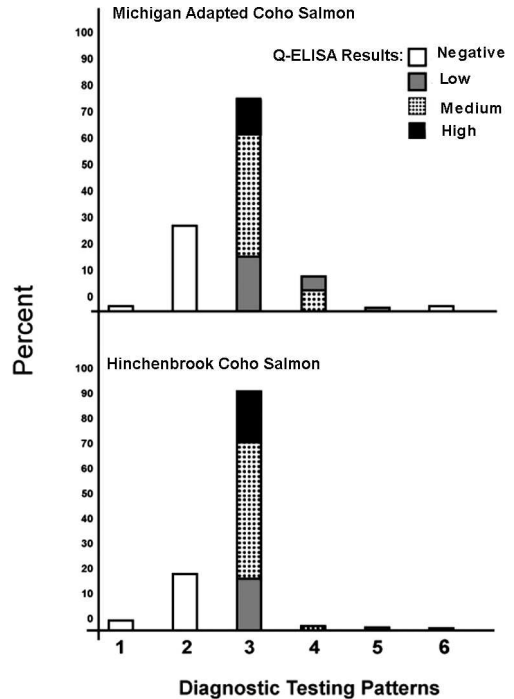 Michigan Adapted Coho Salmon
Q-ELISA Results: Negative
Low
Medium
High
100
90
80
70
60
50
40
30
20
10
0
Percent
Hinchenbrook Coho Salmon
100
90
80
70
60
50
40
30
20
10
0
1 2 3 4 5 6
Diagnostic Testing Patterns